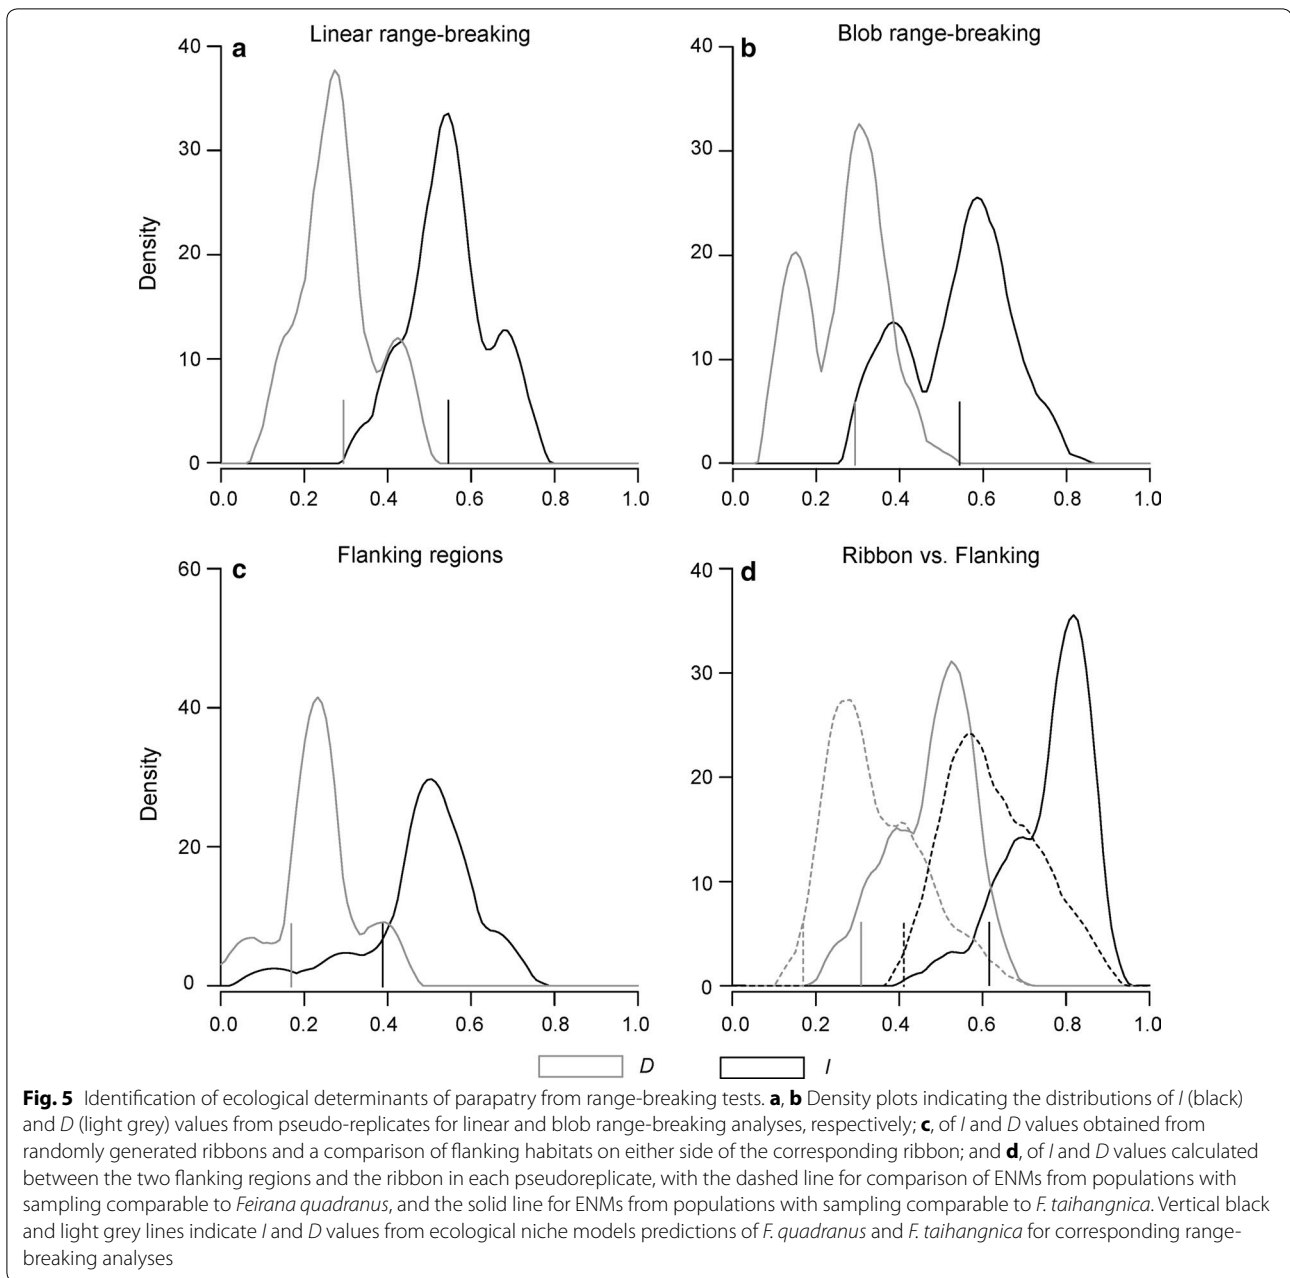 Linear range-breaking
Blob range-breaking
a
b
40
30
20
10
0
Density
0.0 0.2 0.4 0.6 0.8 1.0
40
30
20
10
0
0.0 0.2 0.4 0.6 0.8 1.0
Flanking regions
Ribbon vs. Flanking
c
d
60
40
20
0
Density
0.0 0.2 0.4 0.6 0.8 1.0
40
30
20
10
0
0.0 0.2 0.4 0.6 0.8 1.0
D
I
Fig. 5 Identification of ecological determinants of parapatry from range-breaking tests. a, b Density plots indicating the distributions of I (black)
and D (light grey) values from pseudo-replicates for linear and blob range-breaking analyses, respectively; c, of I and D values obtained from
randomly generated ribbons and a comparison of flanking habitats on either side of the corresponding ribbon; and d, of I and D values calculated
between the two flanking regions and the ribbon in each pseudoreplicate, with the dashed line for comparison of ENMs from populations with
sampling comparable to Feirana quadranus, and the solid line for ENMs from populations with sampling comparable to F. taihangnica. Vertical black
and light grey lines indicate I and D values from ecological niche models predictions of F. quadranus and F. taihangnica for corresponding range-
breaking analyses